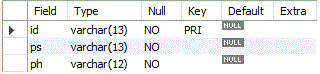 Field Type Null Key Default Extra
id varchar(13) NO PRI NULL
ps varchar(13) NO NULL
ph varchar(12) NO NULL